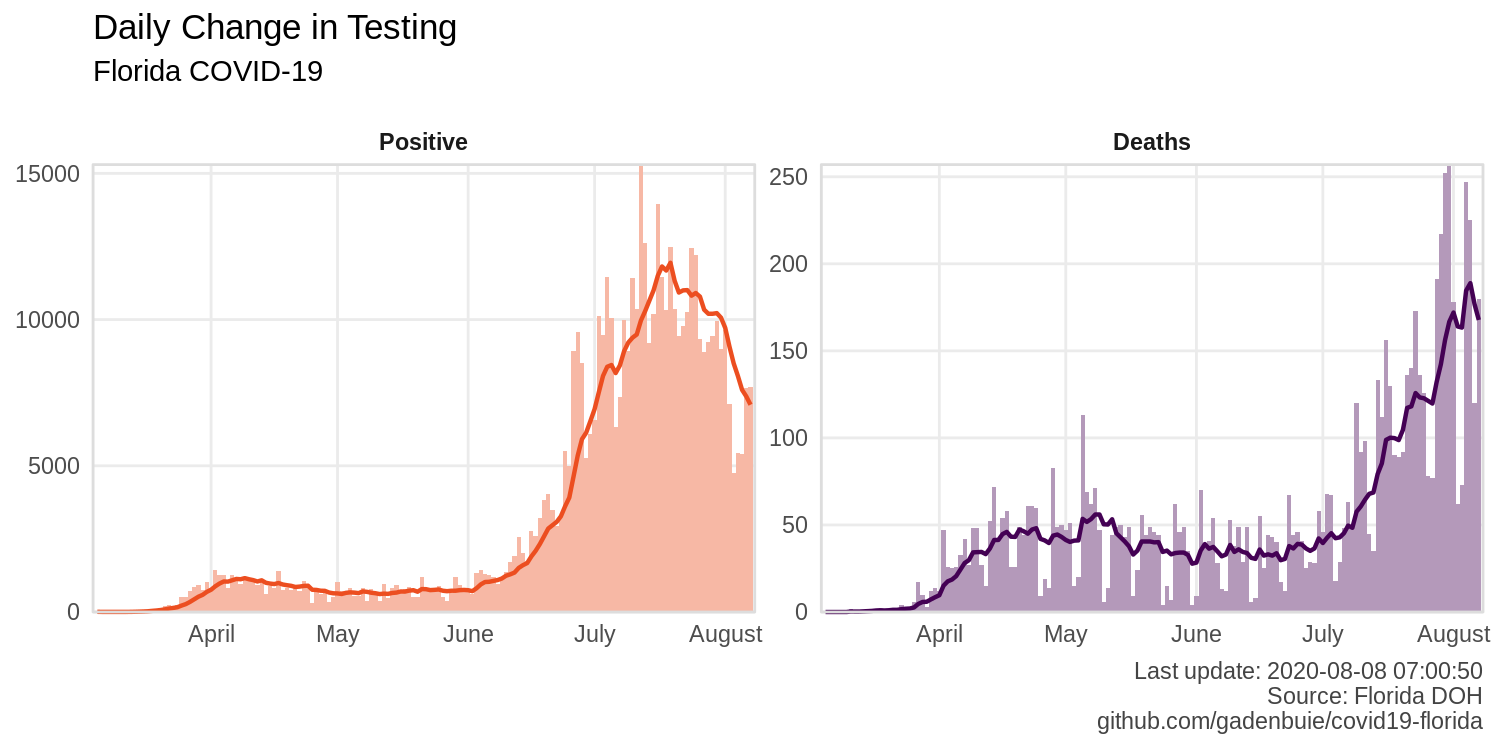 Daily Change in Testing
Florida COVID-19
Positive
15000
10000
5000
0
April May June July August
Deaths
250
200
150
100
50
0
April May June July August
Last update: 2020-08-08 07:00:50
Source: Florida DOH
github.com/gadenbuie/covid19-florida